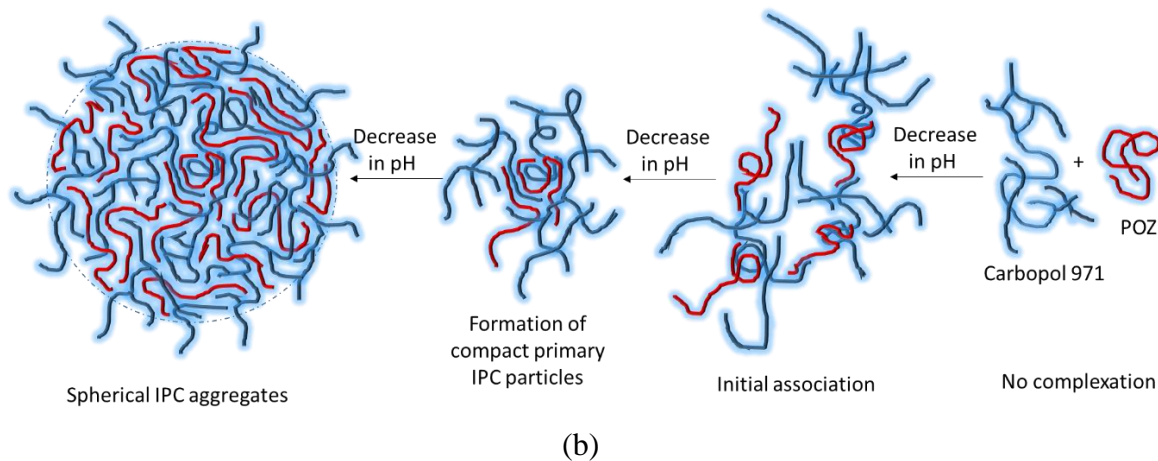 Decrease
in pH
Decrease
in pH
Decrease
in pH
+
POZ
Carbopol 971
Formation of
compact primary
IPC particles
Initial association
No complexation
Spherical IPC aggregates
(b)